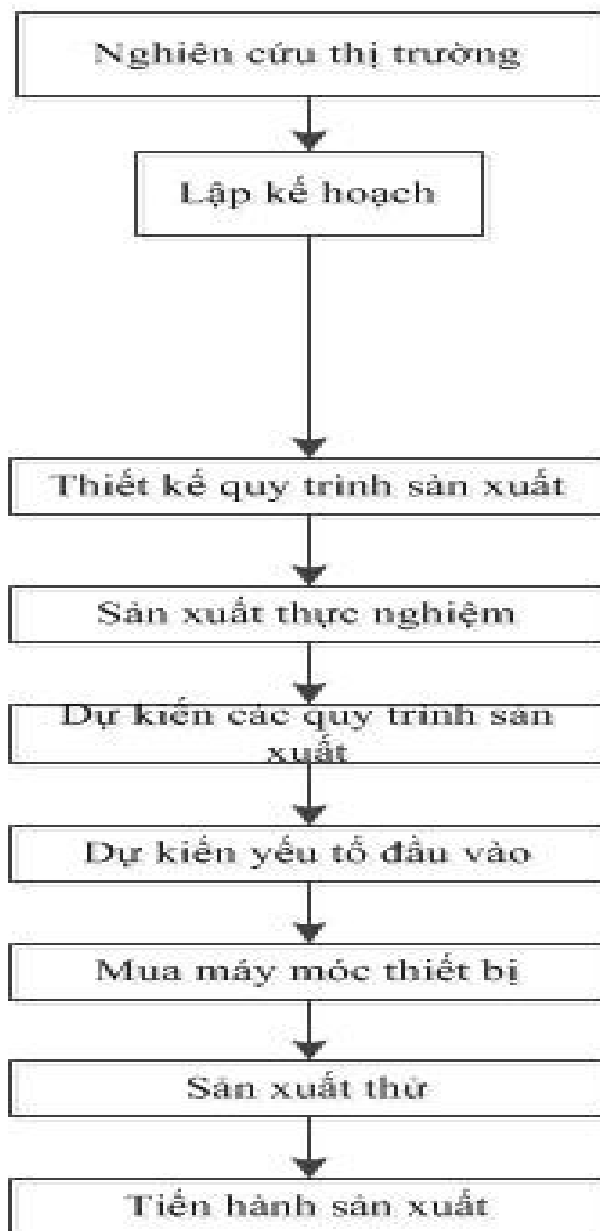 Nghiên cứu thị trường
Lập kế hoạch
Thiết kế quy trình sản xuất
Sản xuất thực nghiệm
Dự kiến các quy trình sản
xuất
Dự kiến yếu tố đầu vào
Mua máy móc thiết bị
Sản xuất thử
Tiến hành sản xuất